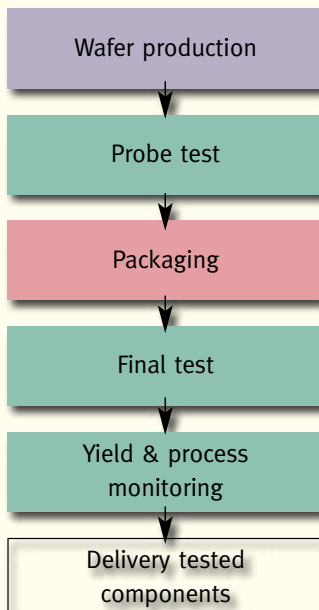 Wafer production
Probe test
Packaging
Final test
Yield & process
monitoring
Delivery tested
components